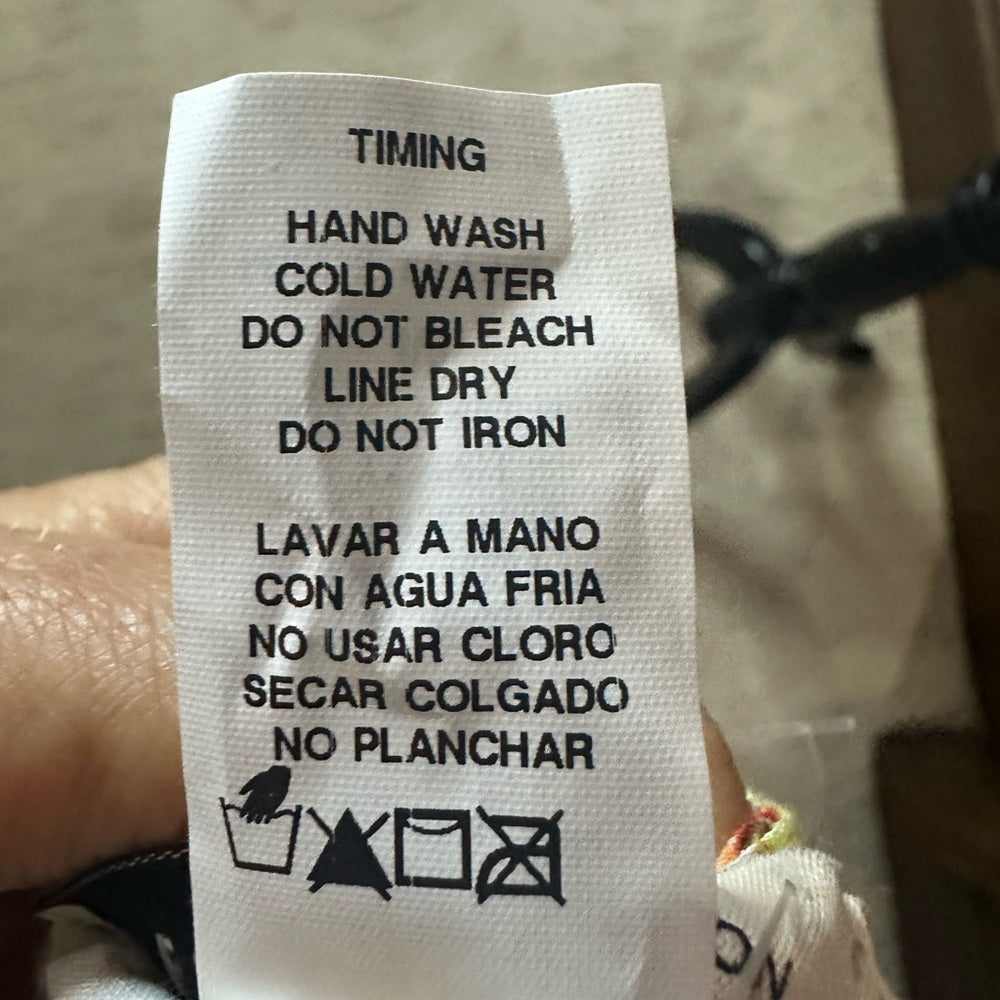 TIMING
HAND WASH
COLD WATER
DO NOT BLEACH
LINE DRY
DO NOT IRON
LAVAR A MANO
CON AGUA FRIA
NO USAR CLORO
SECAR COLGADO
NO PLANCHAR